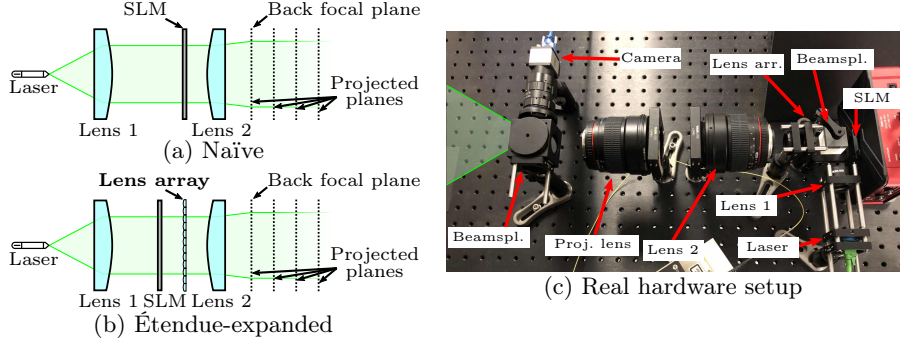 SLM
Back focal plane
Laser
Projected
planes
Lens 1
Lens 2
(a) Naïve
Lens array
Back focal plane
Laser
Projected
planes
Lens 1
SLM
Lens 2
(b) Étendue-expanded
Camera
Lens arr.
Beamspl.
SLM
Lens 1
Beamspl.
Proj. lens
Lens 2
Laser
(c) Real hardware setup